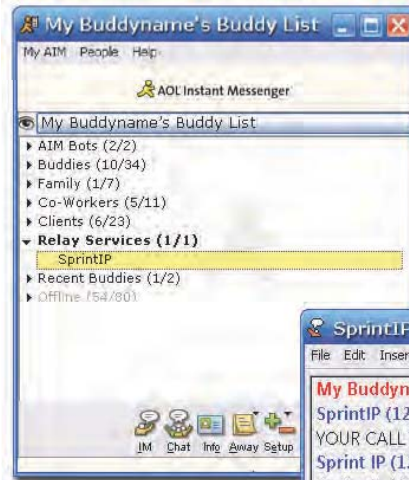 My Buddyname's Buddy List
My AIM People Help
AOL Instant Messenger
My Buddyname's Buddy List
AIM Bots (2/2)
Buddies (10/34)
Family (1/7)
Co-Workers (5/11)
Clients (6/23)
Relay Services (1/1)
SprintIP
Recent Buddies (1/2)
Offline (54/80)
IM Chat Info Away Setup
SprintIP
File Edit Inser
My Buddyn
SprintIP (12
YOUR CALL
Sprint IP (1